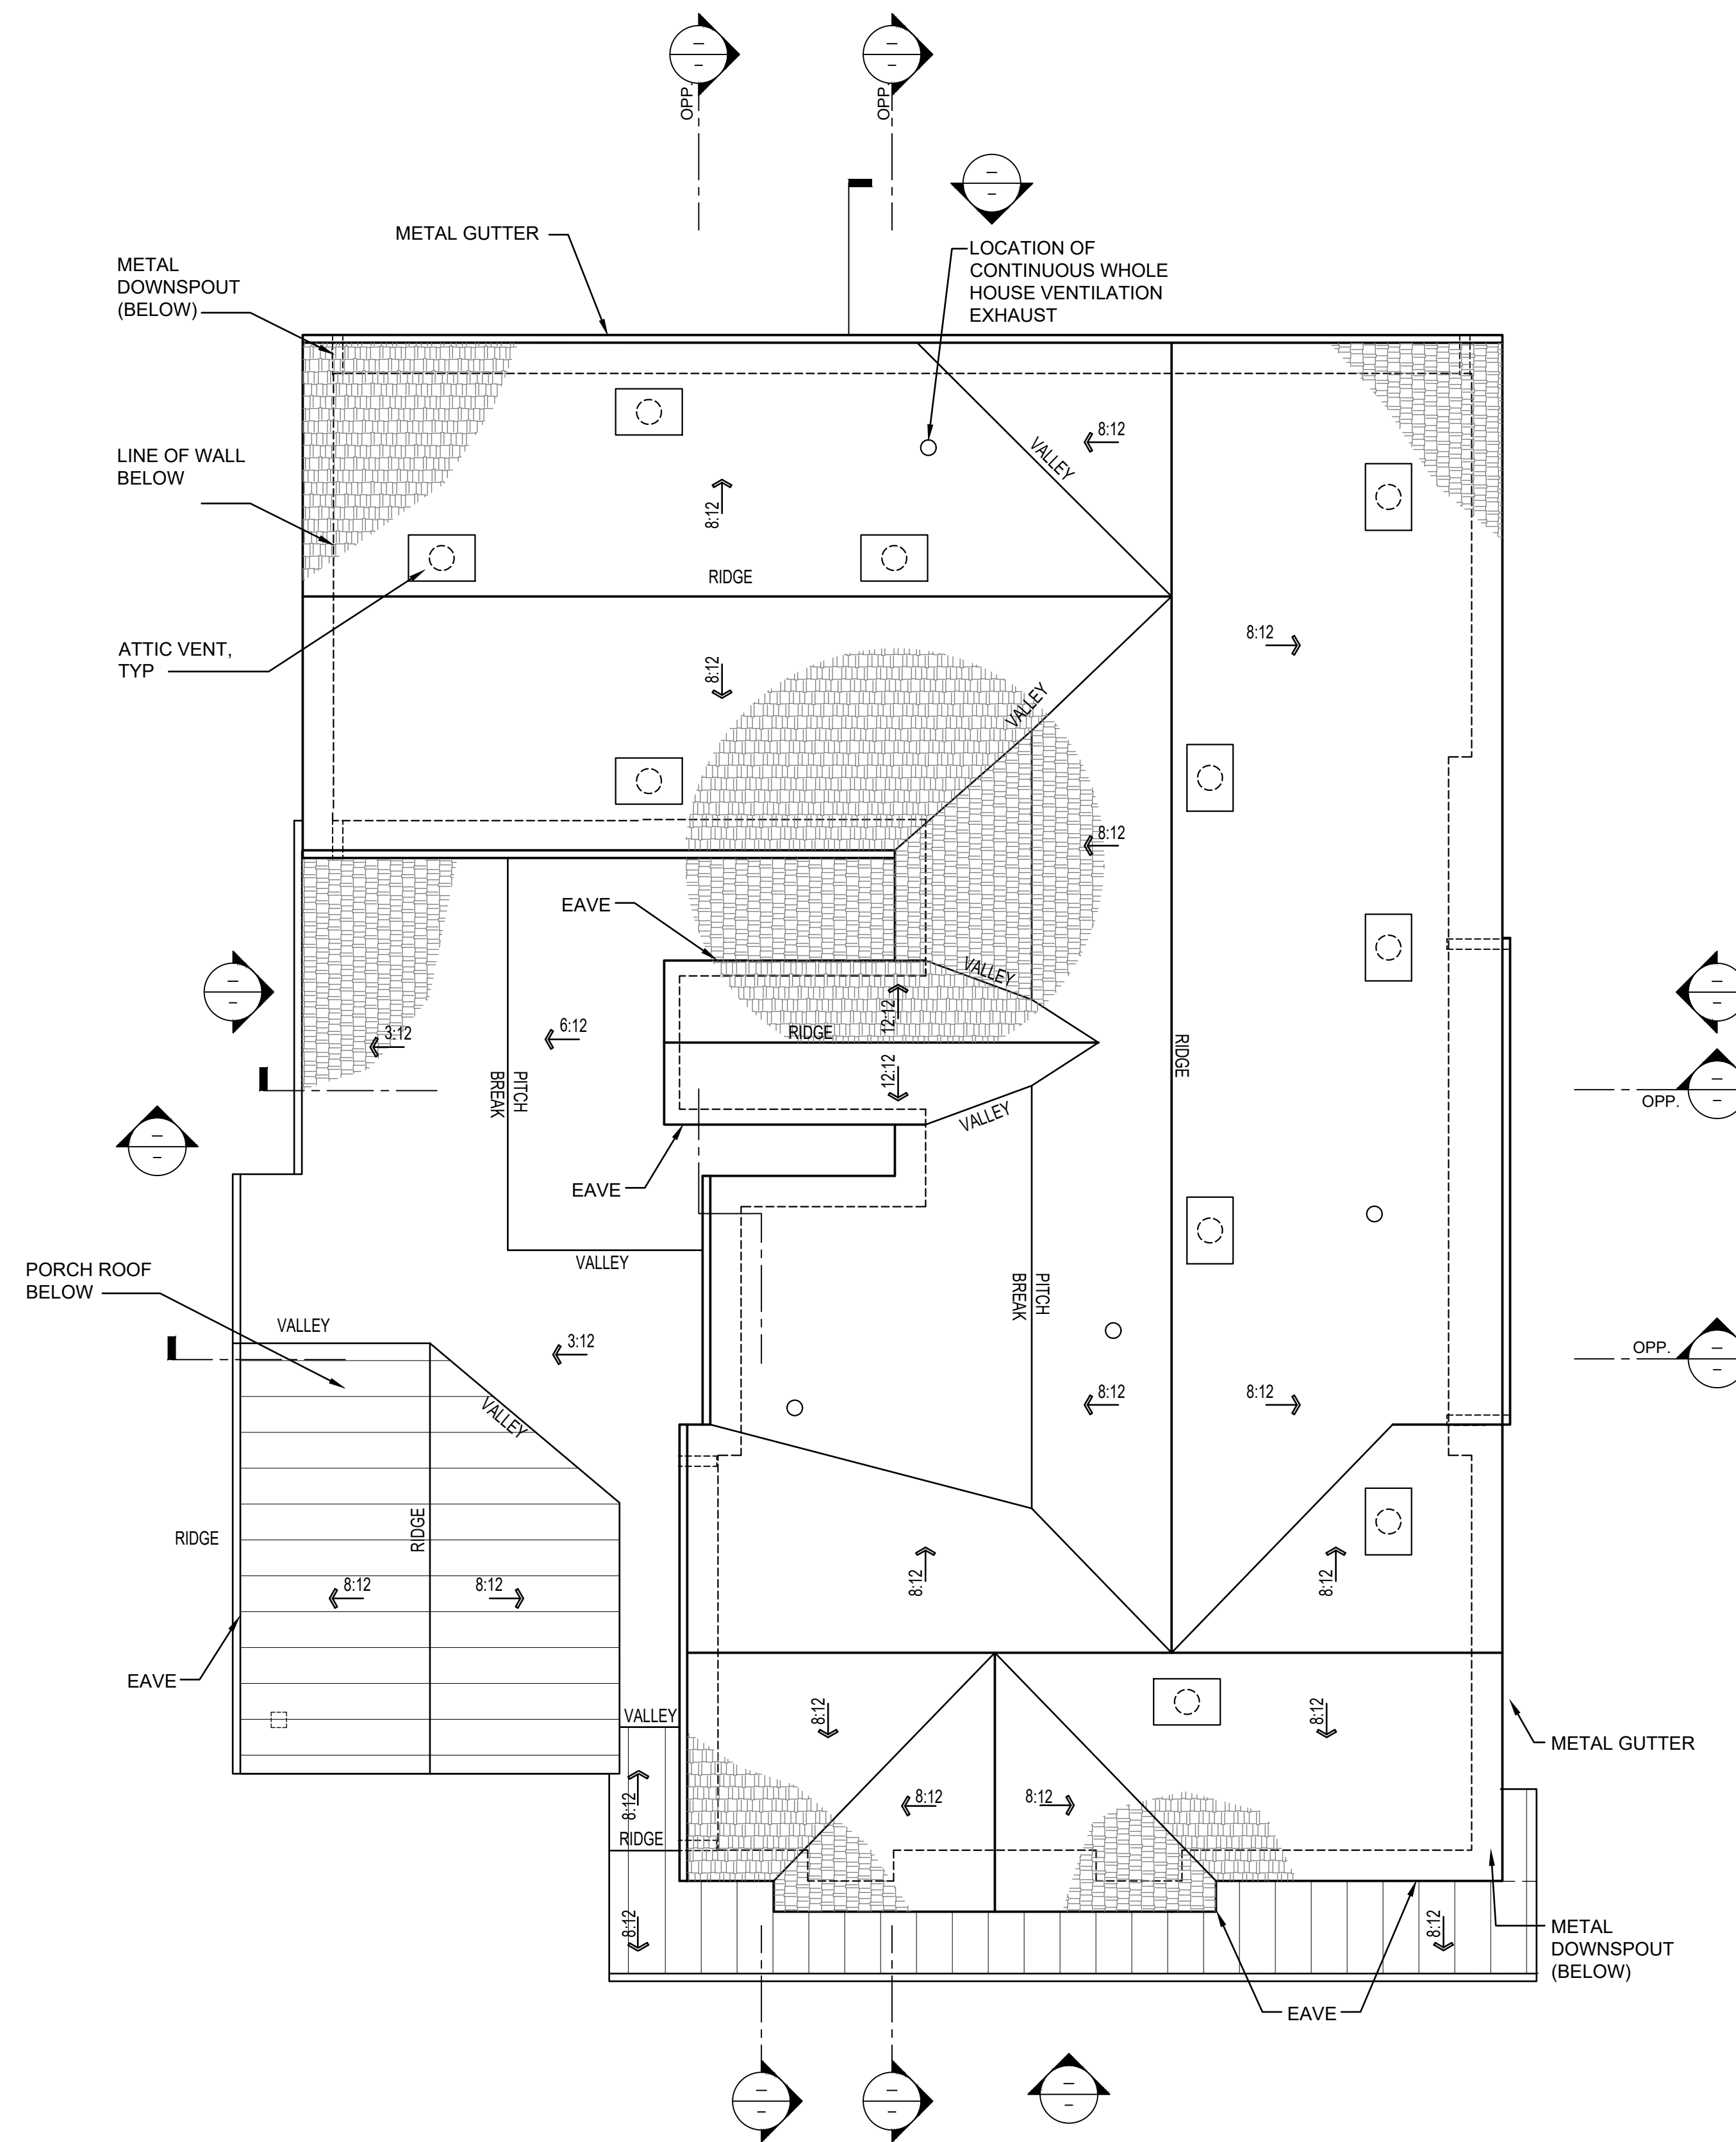 –
–
–
–
OPP.
OPP.
–
–
METAL GUTTER
LOCATION OF
CONTINUOUS WHOLE
HOUSE VENTILATION
EXHAUST
METAL
DOWNSPOUT
(BELOW)
8:12
VALLEY
LINE OF WALL
BELOW
8:12
RIDGE
8:12
ATTIC VENT,
TYP
8:12
VALLEY
8:12
EAVE
VALLEY
–
–
–
–
12:12
6:12
3:12
RIDGE
RIDGE
12:12
PITCH
BREAK
–
–
OPP.
VALLEY
–
–
EAVE
VALLEY
PORCH ROOF
BELOW
PITCH
BREAK
VALLEY
3:12
OPP.
–
–
8:12
8:12
VALLEY
RIDGE
RIDGE
8:12
8:12
8:12
8:12
EAVE
VALLEY
8:12
8:12
METAL GUTTER
8:12
8:12
8:12
RIDGE
8:12
8:12
METAL
DOWNSPOUT
(BELOW)
EAVE
–
–
–
–
–
–